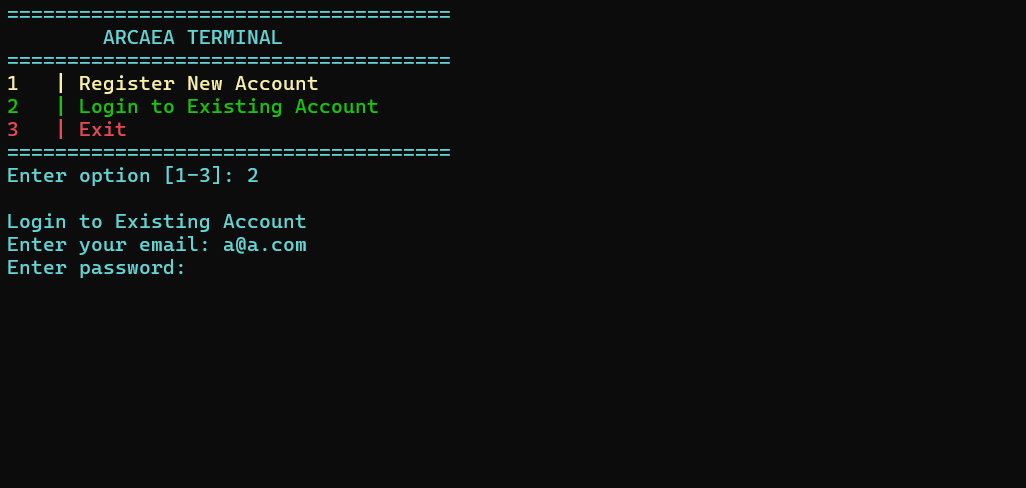 =====================================
ARCAEA TERMINAL
=====================================
1   | Register New Account
2   | Login to Existing Account
3   | Exit
=====================================
Enter option [1-3]: 2
Login to Existing Account
Enter your email: a@a.com
Enter password: